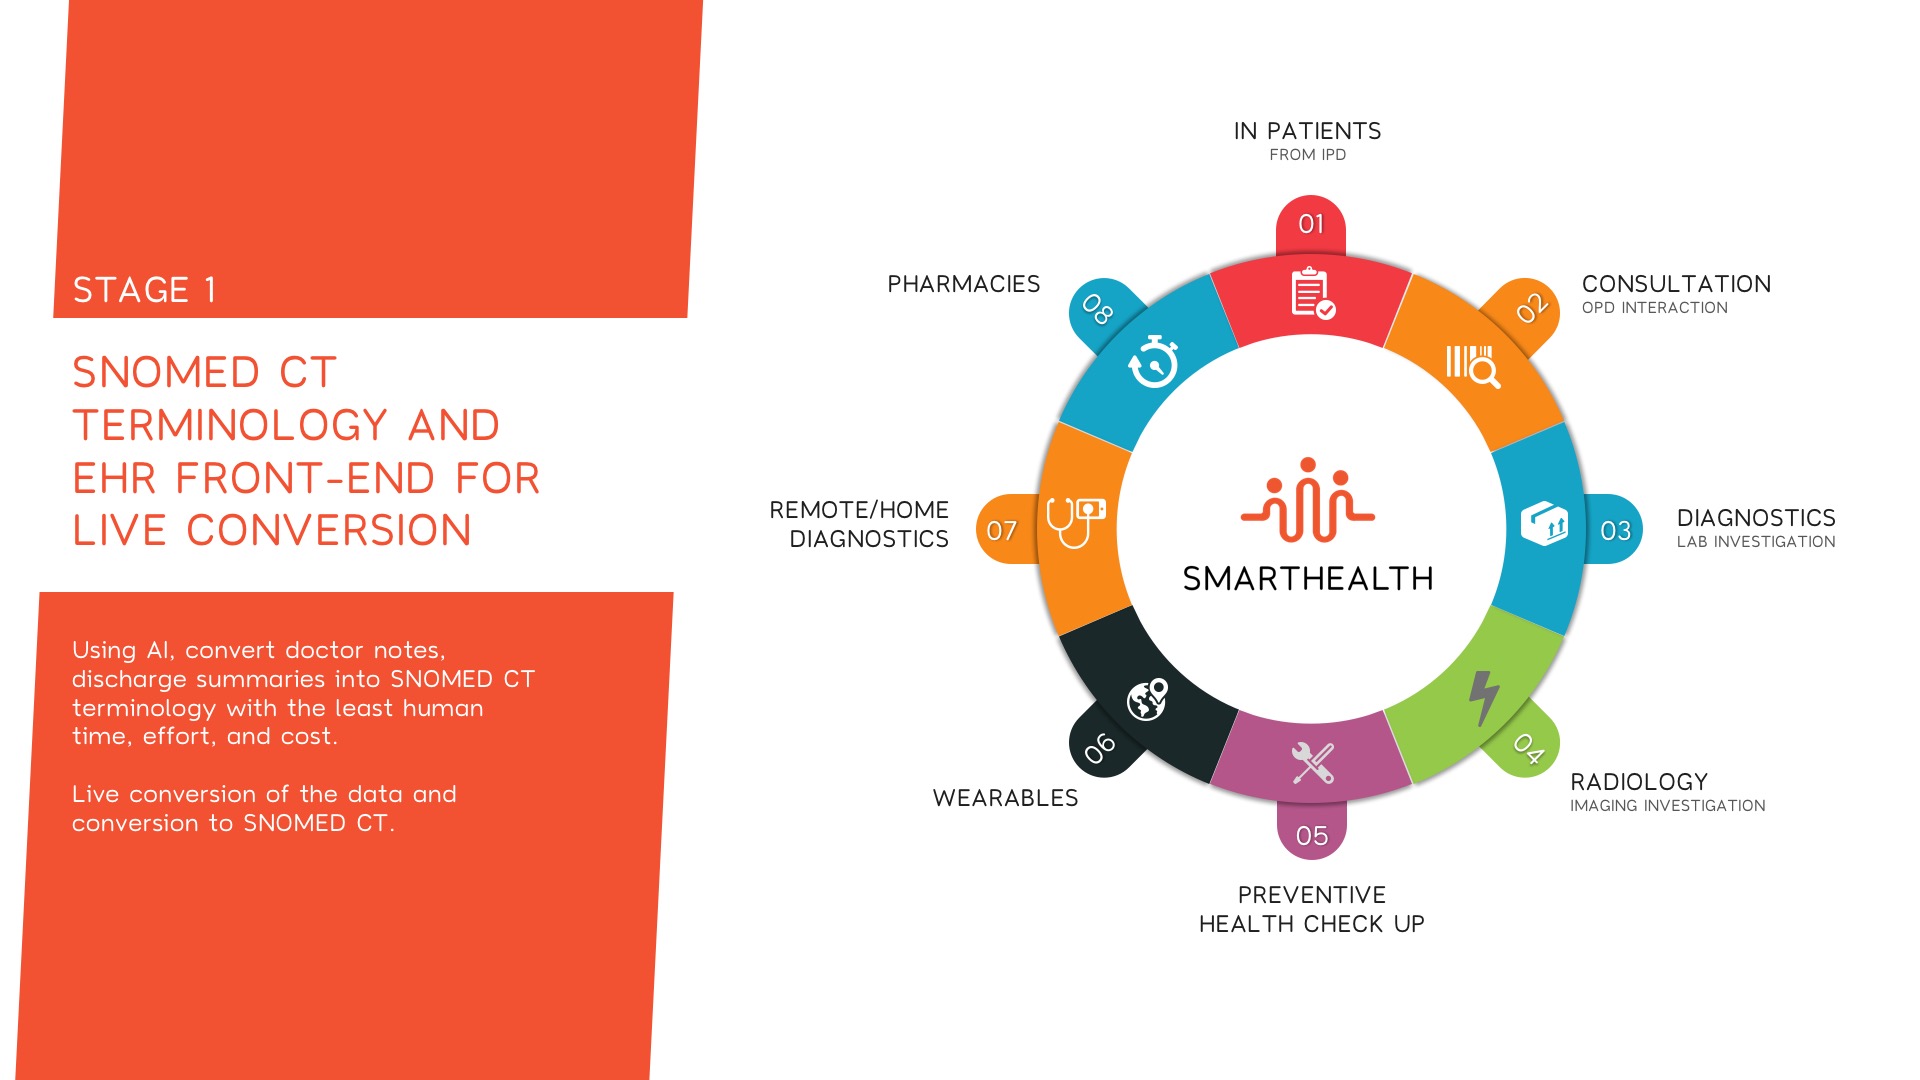 STAGE 1
SNOMED CT
TERMINOLOGY AND
EHR FRONT-END FOR
LIVE CONVERSION
Using AI, convert doctor notes,
discharge summaries into SNOMED CT
terminology with the least human
time, effort, and cost.
Live conversion of the data and
conversion to SNOMED CT.
IN PATIENTS
FROM IPD
01
CONSULTATION
OPD INTERACTION
02
DIAGNOSTICS
LAB INVESTIGATION
03
RADIOLOGY
IMAGING INVESTIGATION
04
PREVENTIVE
HEALTH CHECK UP
05
WEARABLES
06
REMOTE/HOME
DIAGNOSTICS
07
PHARMACIES
08
SMARTHEALTH